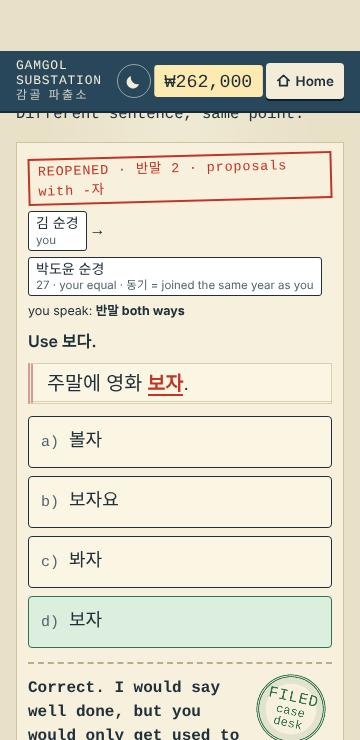 GAMGOL
SUBSTATION
감골 파출소
₩262,000
Home
Different sentence, same point.
REOPENED · 반말 2 · proposals
with -자
김 순경
you
→
박도윤 순경
27 · your equal · 동기 = joined the same year as you
you speak: 반말 both ways
Use 보다.
주말에 영화 보자.
a) 볼자
b) 보자요
c) 봐자
d) 보자
Correct. I would say
well done, but you
would only get used to
FILED
case
desk